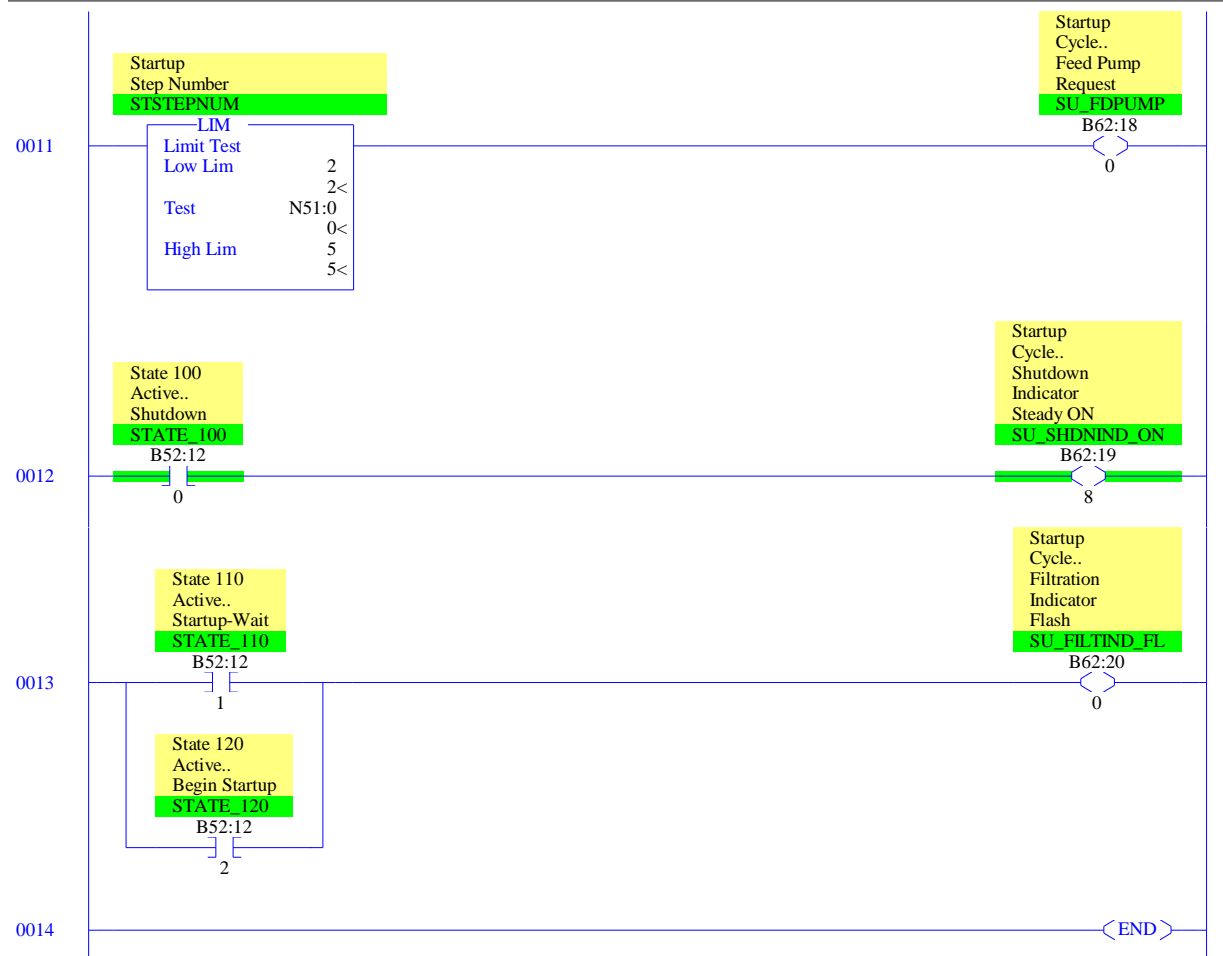 Startup
Cycle..
Feed Pump
Request
SU_FDPUMP
B62:18
0
Startup
Step Number
STSTEPNUM
LIM
0011
Limit Test
Low Lim 2
2<
Test N51:0
0<
High Lim 5
5<
Startup
Cycle..
Shutdown
Indicator
Steady ON
SU_SHDNIND_ON
B62:19
8
State 100
Active..
Shutdown
STATE_100
B52:12
0012
0
Startup
Cycle..
Filtration
Indicator
Flash
SU_FILTIND_FL
B62:20
0
State 110
Active..
Startup-Wait
STATE_110
B52:12
0013
1
State 120
Active..
Begin Startup
STATE_120
B52:12
2
0014 END